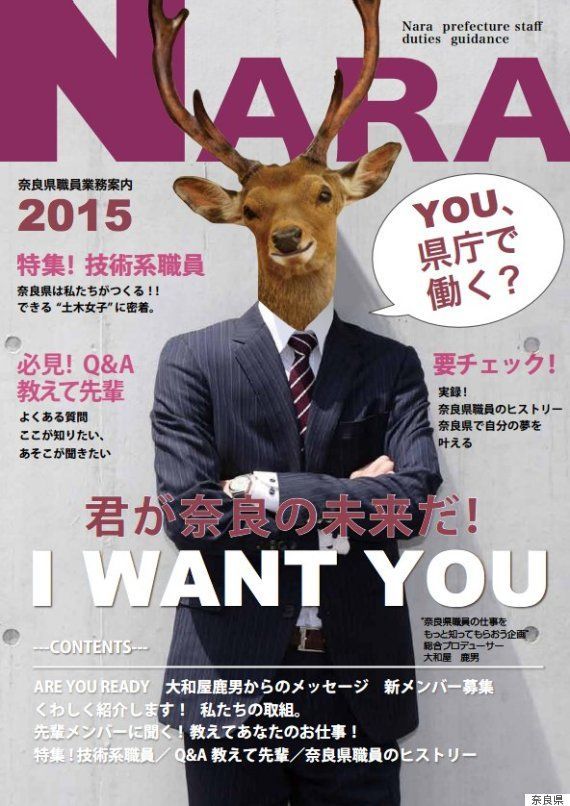 Nara prefecture staff
duties guidance
NARA
奈良県職員業務案内
2015
特集！技術系職員
奈良県は私たちがつくる！！
できる “土木女子”に密着。
YOU、
県庁で
働く？
必見！Q&A
教えて先輩
よくある質問
ここが知りたい、
あそこが聞きたい
要チェック！
実録！
奈良県職員のヒストリー
奈良県で自分の夢を
叶える
君が奈良の未来だ！
I WANT YOU
“奈良県職員の仕事を
もっと知ってもらおう企画”
総合プロデューサー
大和屋 鹿男
---CONTENTS---
ARE YOU READY 大和屋鹿男からのメッセージ 新メンバー募集
くわしく紹介します！ 私たちの取組。
先輩メンバーに聞く！教えてあなたのお仕事！
特集！技術系職員／Q&A 教えて先輩／奈良県職員のヒストリー
奈良県